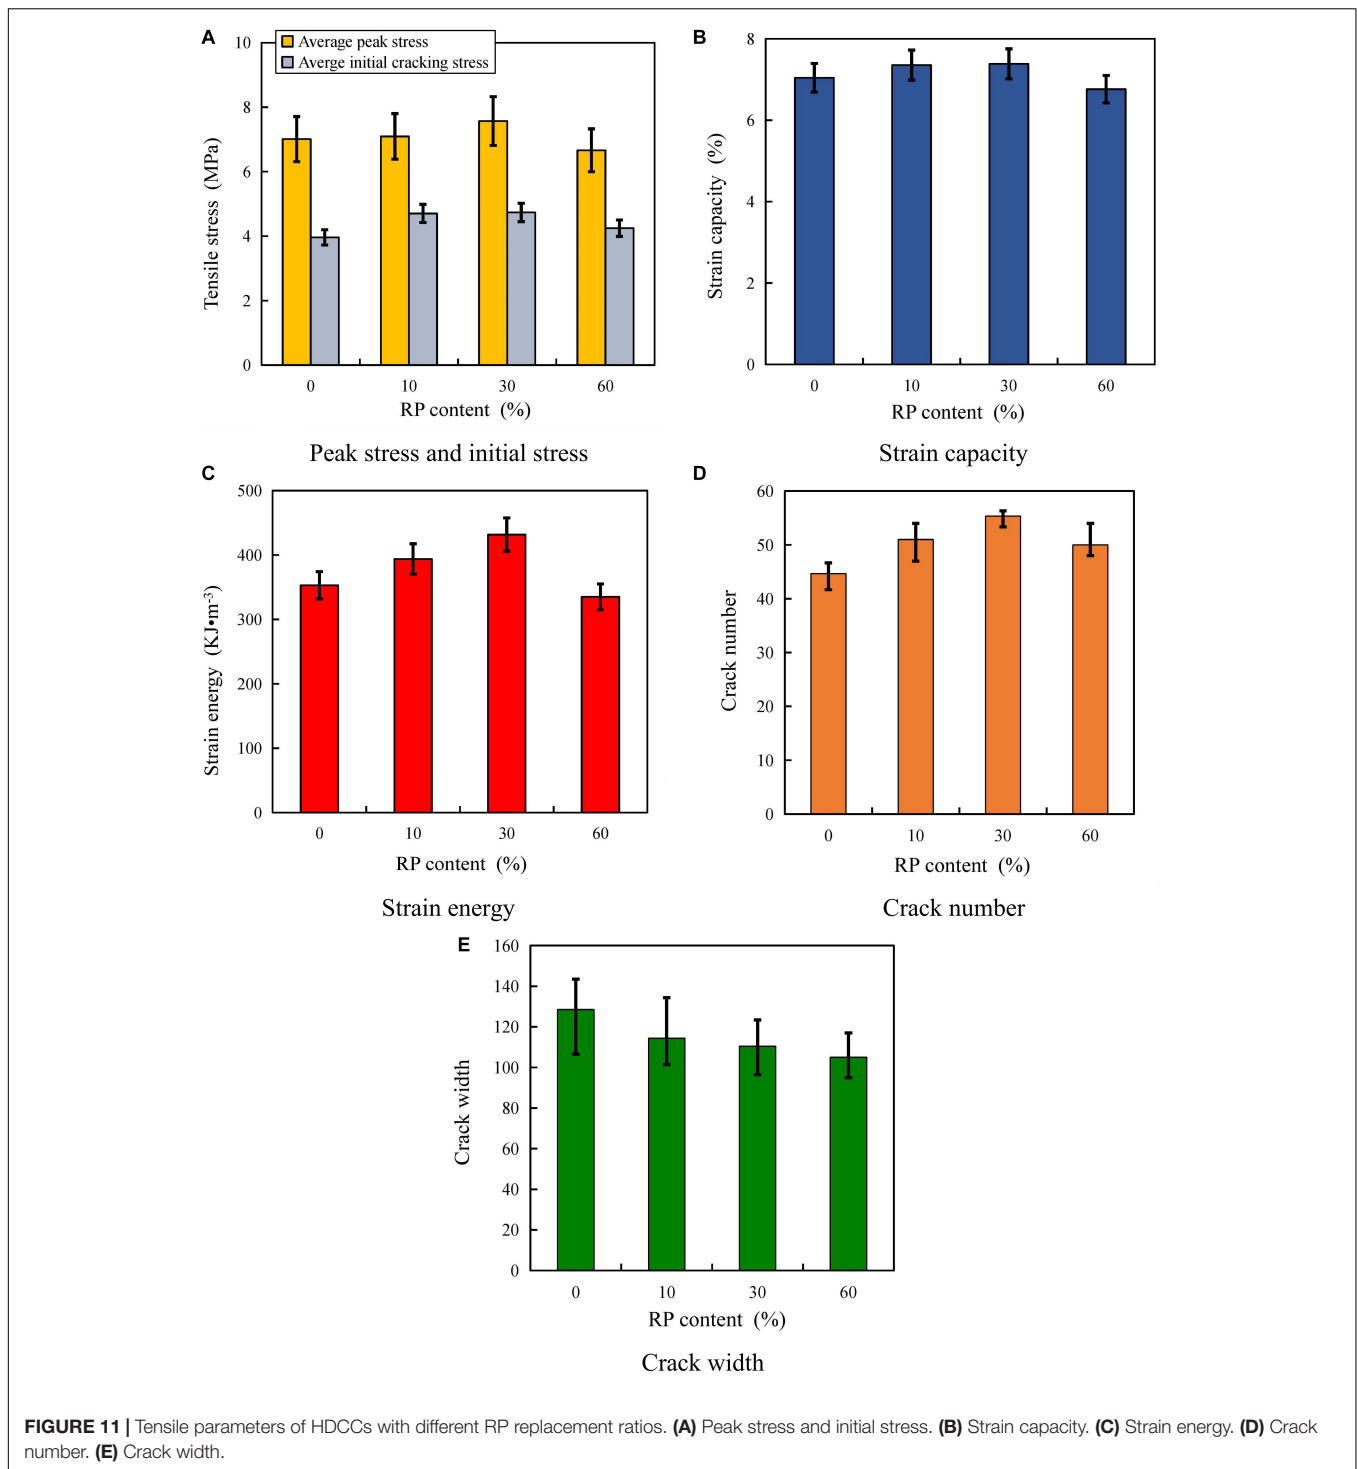 A
10
8
6
4
2
0
Tensile stress (MPa)
Average peak stress
Averge initial cracking stress
0 10 30 60
RP content (%)
Peak stress and initial stress
B
8
6
4
2
0
Strain capacity (%)
0 10 30 60
RP content (%)
Strain capacity
C
500
400
300
200
100
0
Strain energy (KJ•m⁻³)
0 10 30 60
RP content (%)
Strain energy
D
60
50
40
30
20
10
0
Crack number
0 10 30 60
RP content (%)
Crack number
E
160
140
120
100
80
60
40
20
0
Crack width
0 10 30 60
RP content (%)
Crack width
FIGURE 11 | Tensile parameters of HDCCs with different RP replacement ratios. (A) Peak stress and initial stress. (B) Strain capacity. (C) Strain energy. (D) Crack
number. (E) Crack width.